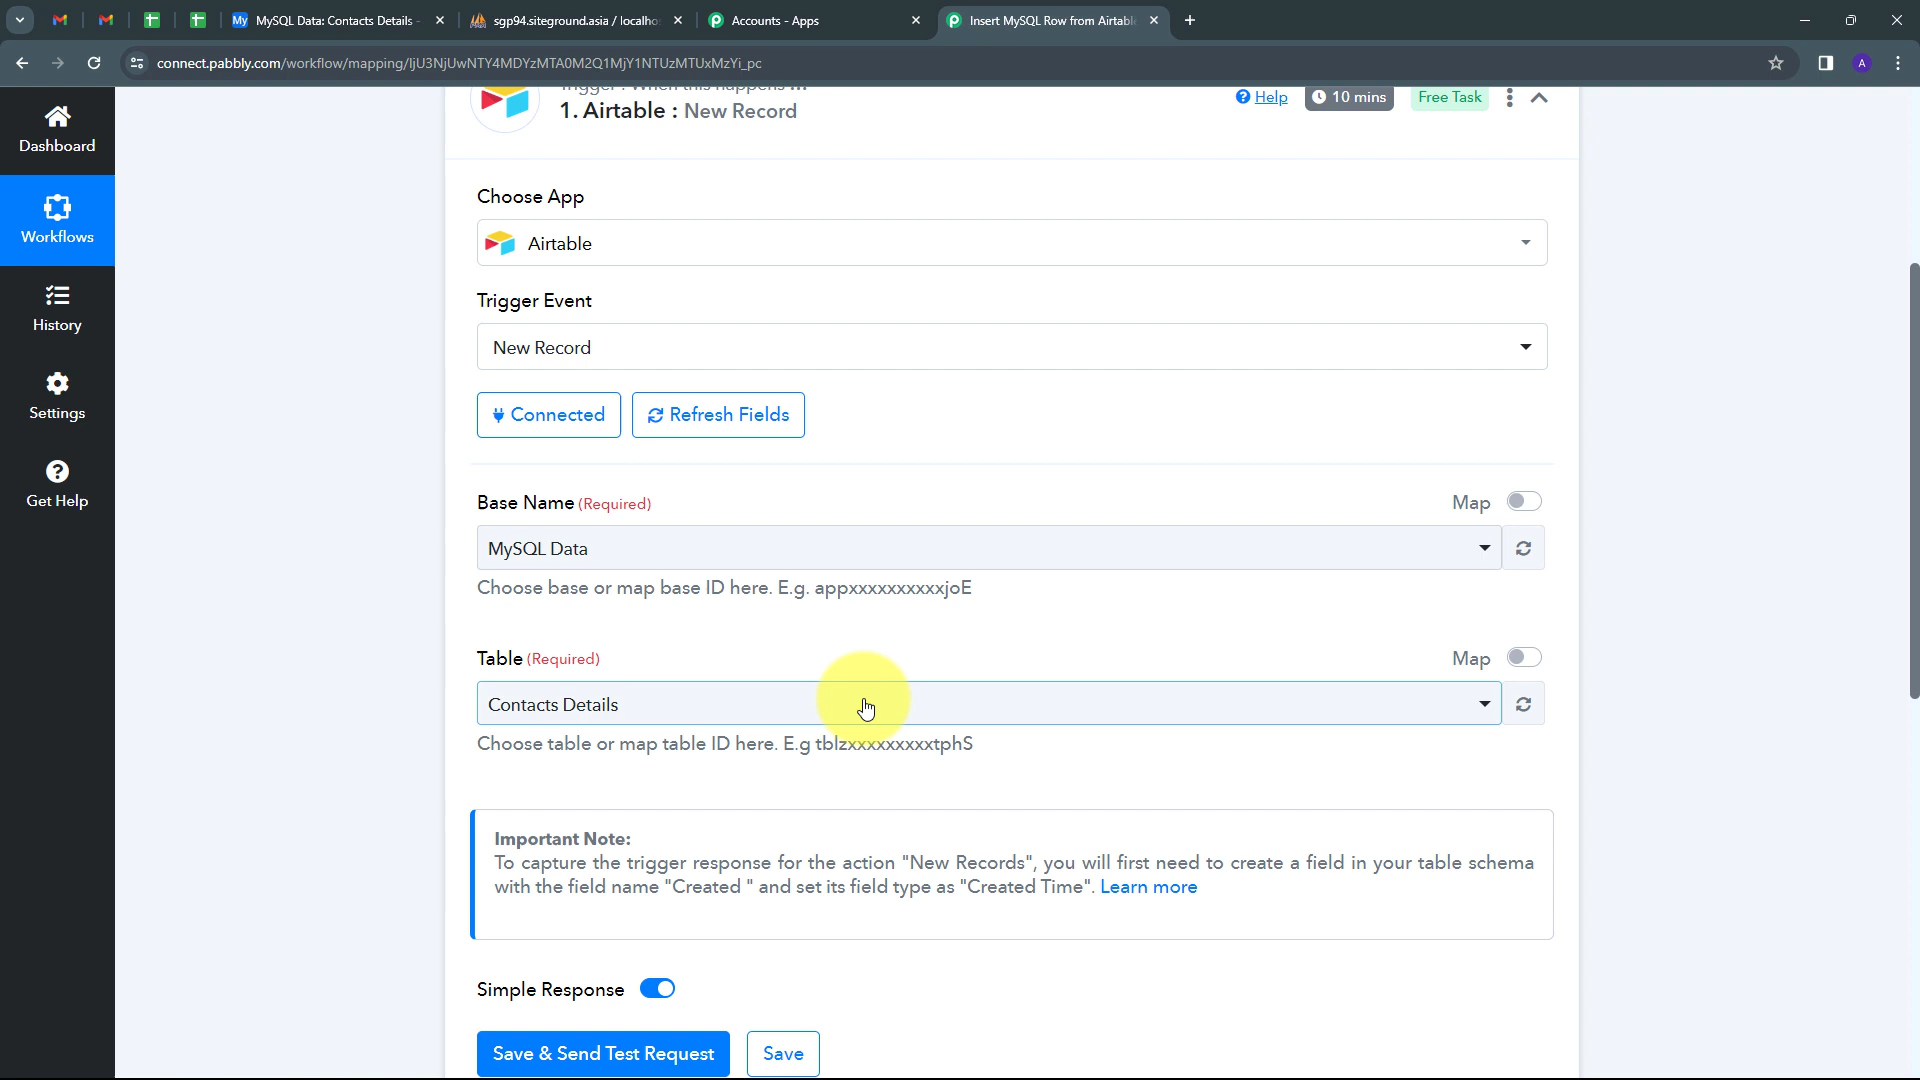 MySQL Data: Contacts Details -
sgp94.siteground.asia / localho
Accounts - Apps
Insert MySQL Row from Airtabl
connect.pabbly.com/workflow/mapping/IjU3NjUwNTY4MDYzMTA0M2Q1MjY1NTUzMTUxMzYi_pc
A
Dashboard
Workflows
History
Settings
Get Help
Trigger : When this happens ...
1. Airtable : New Record
Help
10 mins
Free Task
Choose App
Airtable
Trigger Event
New Record
Connected
Refresh Fields
Base Name (Required)
Map
MySQL Data
Choose base or map base ID here. E.g. appxxxxxxxxxxjoE
Table (Required)
Map
Contacts Details
Choose table or map table ID here. E.g tblzxxxxxxxxxtphS
Important Note:
To capture the trigger response for the action "New Records", you will first need to create a field in your table schema
with the field name "Created " and set its field type as "Created Time". Learn more
Simple Response
Save & Send Test Request
Save